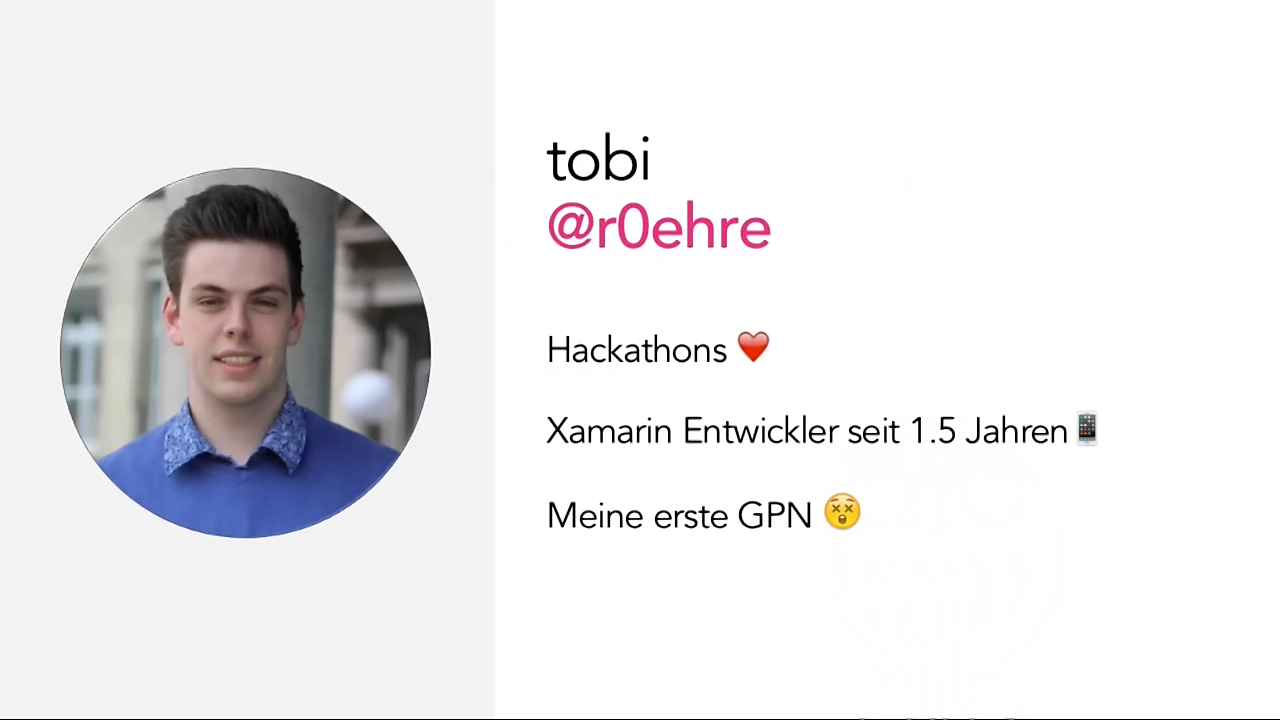 tobi
@r0ehre
Hackathons ❤️
Xamarin Entwickler seit 1.5 Jahren📱
Meine erste GPN 😵